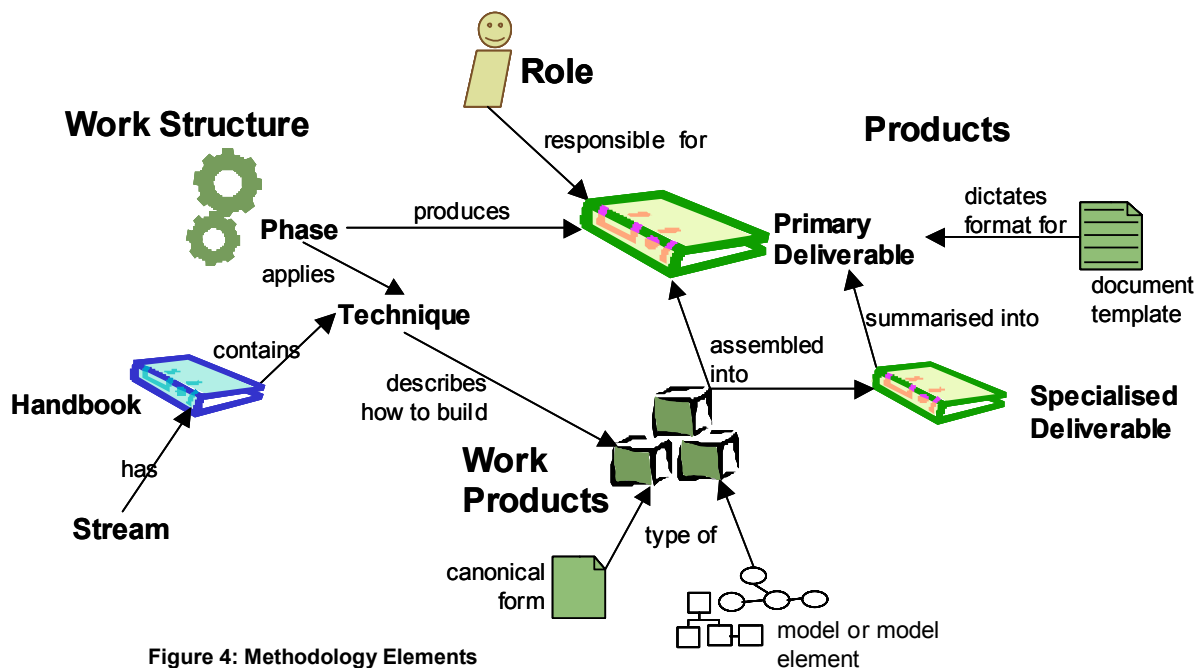 Role
Work Structure
Products
responsible for
produces
Phase
Primary
Deliverable
dictates
format for
document
template
applies
Technique
contains
summarised into
assembled
into
describes
how to build
Handbook
Specialised
Deliverable
has
Work
Products
Stream
type of
canonical
form
model or model
element
Figure 4: Methodology Elements